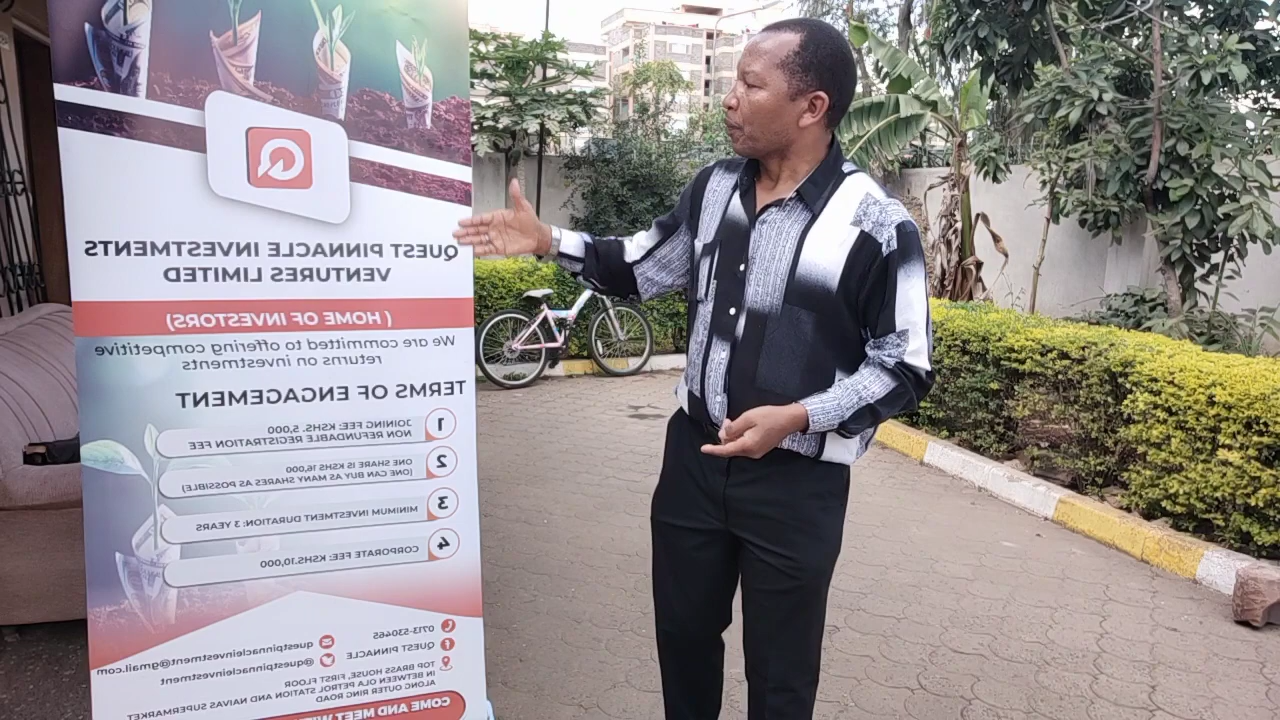 QUEST PINNACLE INVESTMENTS
VENTURES LIMITED
( HOME OF INVESTORS)
We are committed to offering competitive
returns on investments
TERMS OF ENGAGEMENT
1
JOINING FEE: KSHS. 5,000
NON REFUNDABLE REGISTRATION FEE
2
ONE SHARE IS KSHS 16,000
(ONE CAN BUY AS MANY SHARES AS POSSIBLE)
3
MINIMUM INVESTMENT DURATION: 3 YEARS
4
CORPORATE FEE: KSHS.10,000
0713-530465
questpinnacleinvestment@gmail.com
QUEST PINNACLE
@questpinnacleinvestment
TOP BRASS HOUSE, FIRST FLOOR
IN BETWEEN OLA PETROL STATION AND NAIVAS SUPERMARKET
ALONG OUTER RING ROAD
COME AND MEET